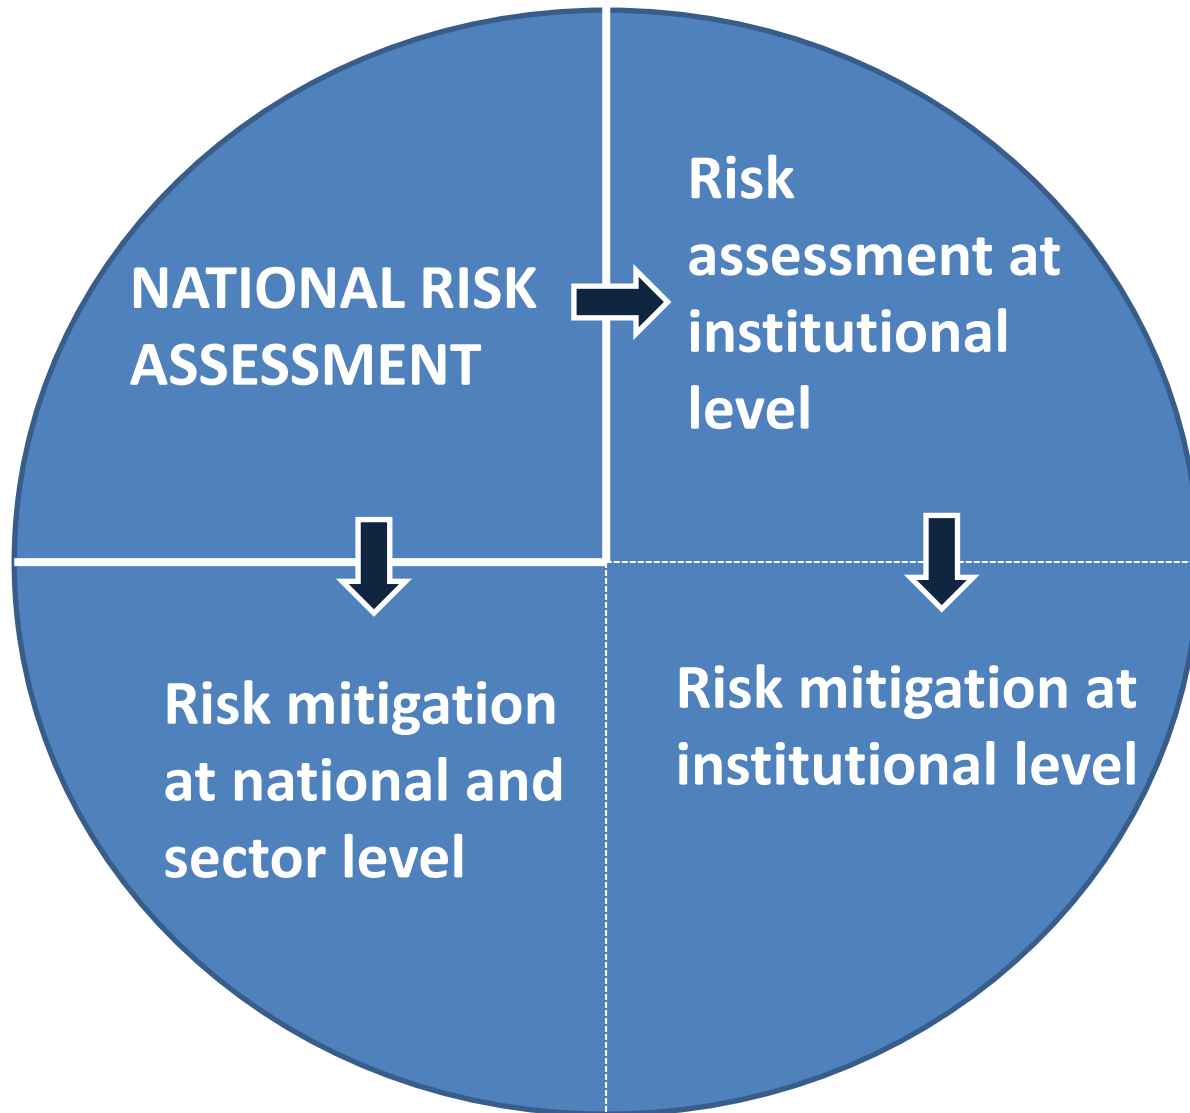 NATIONAL RISK
ASSESSMENT
Risk
assessment at
institutional
level
Risk mitigation
at national and
sector level
Risk mitigation at
institutional level